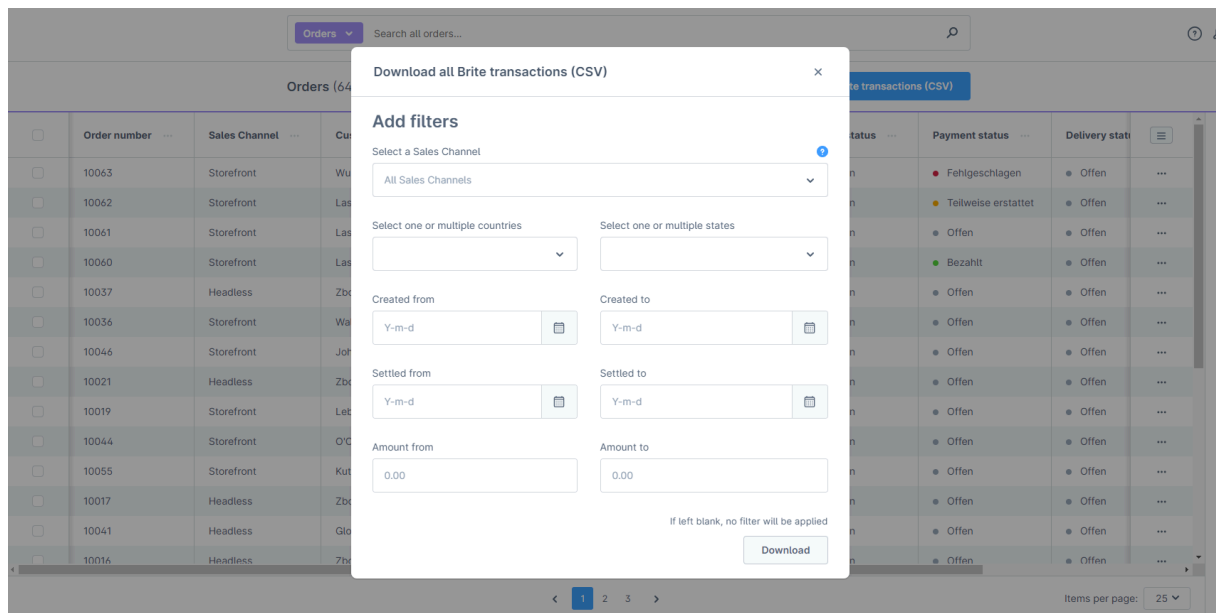 Orders Search all orders...
Download all Brite transactions (CSV)
Orders (64 te transactions (CSV)
Add filters
Order number Sales Channel Cus tatus Payment status Delivery statu
Select a Sales Channel
All Sales Channels
10063 Storefront Wu n Fehlgeschlagen Offen
10062 Storefront Las n Teilweise erstattet Offen
Select one or multiple countries Select one or multiple states
10061 Storefront Las n Offen Offen
10060 Storefront Las n Bezahlt Offen
10037 Headless Zbo n Offen Offen
Created from Created to
Y-m-d Y-m-d
10036 Storefront Wal n Offen Offen
10046 Storefront Joh n Offen Offen
Settled from Settled to
10021 Headless Zbo n Offen Offen
Y-m-d Y-m-d
10019 Storefront Leb n Offen Offen
10044 Storefront O'C n Offen Offen
Amount from Amount to
0.00 0.00
10055 Storefront Kut n Offen Offen
10017 Headless Zbo n Offen Offen
If left blank, no filter will be applied
10041 Headless Glo n Offen Offen
Download
10016 Headless Zbo n Offen Offen
1 2 3 Items per page: 25